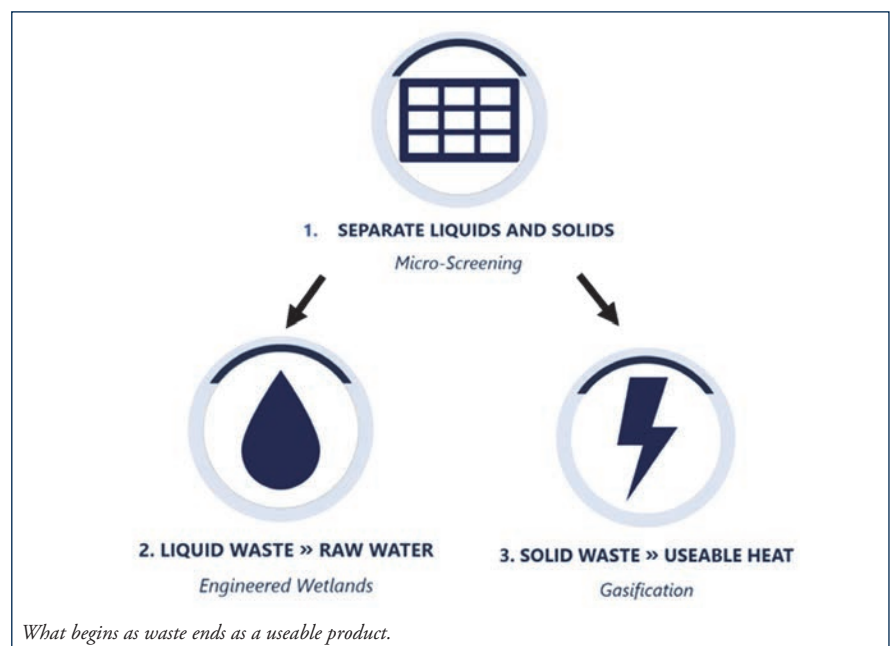 1. SEPARATE LIQUIDS AND SOLIDS
Micro-Screening
2. LIQUID WASTE » RAW WATER
Engineered Wetlands
3. SOLID WASTE » USEABLE HEAT
Gasification
What begins as waste ends as a useable product.